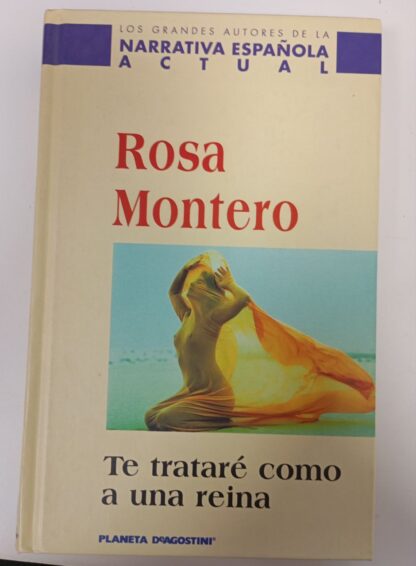 LOS GRANDES AUTORES DE LA
NARRATIVA ESPAÑOLA
ACTUAL
Rosa
Montero
Te trataré como
a una reina
PLANETA DEAGOSTINI®